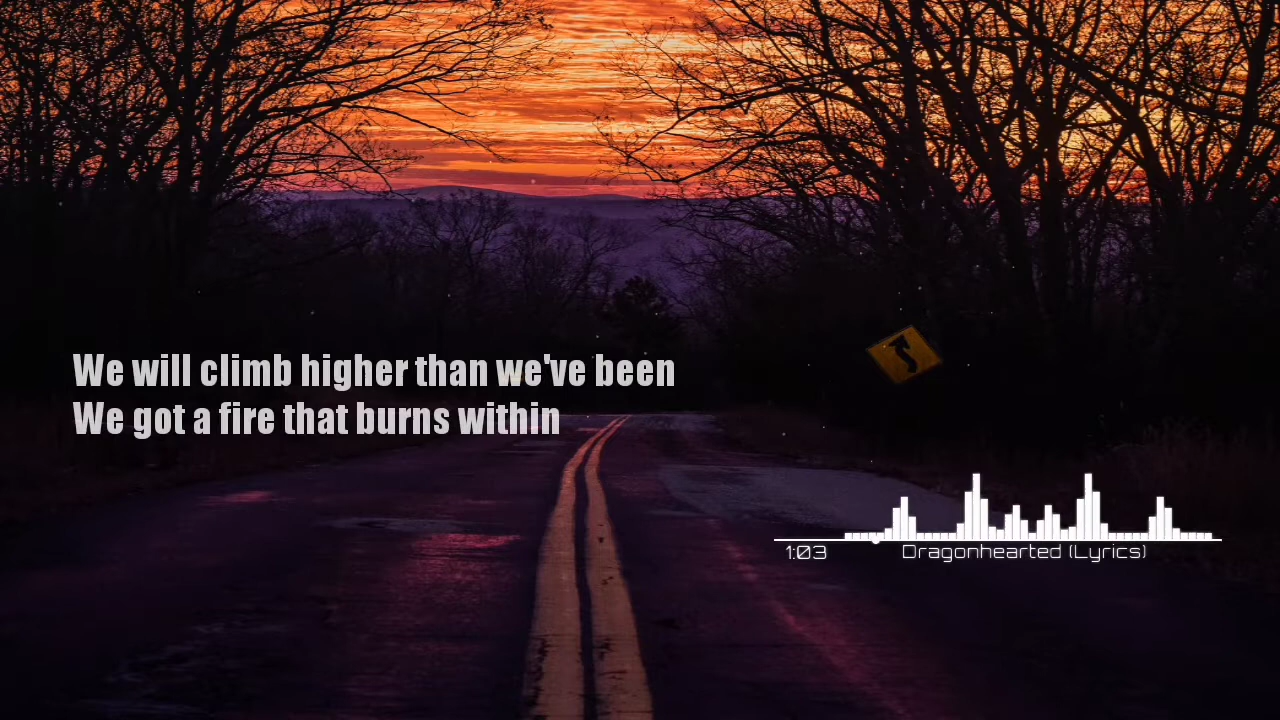 We will climb higher than we've been
We got a fire that burns within
1:03
Dragonhearted (Lyrics)